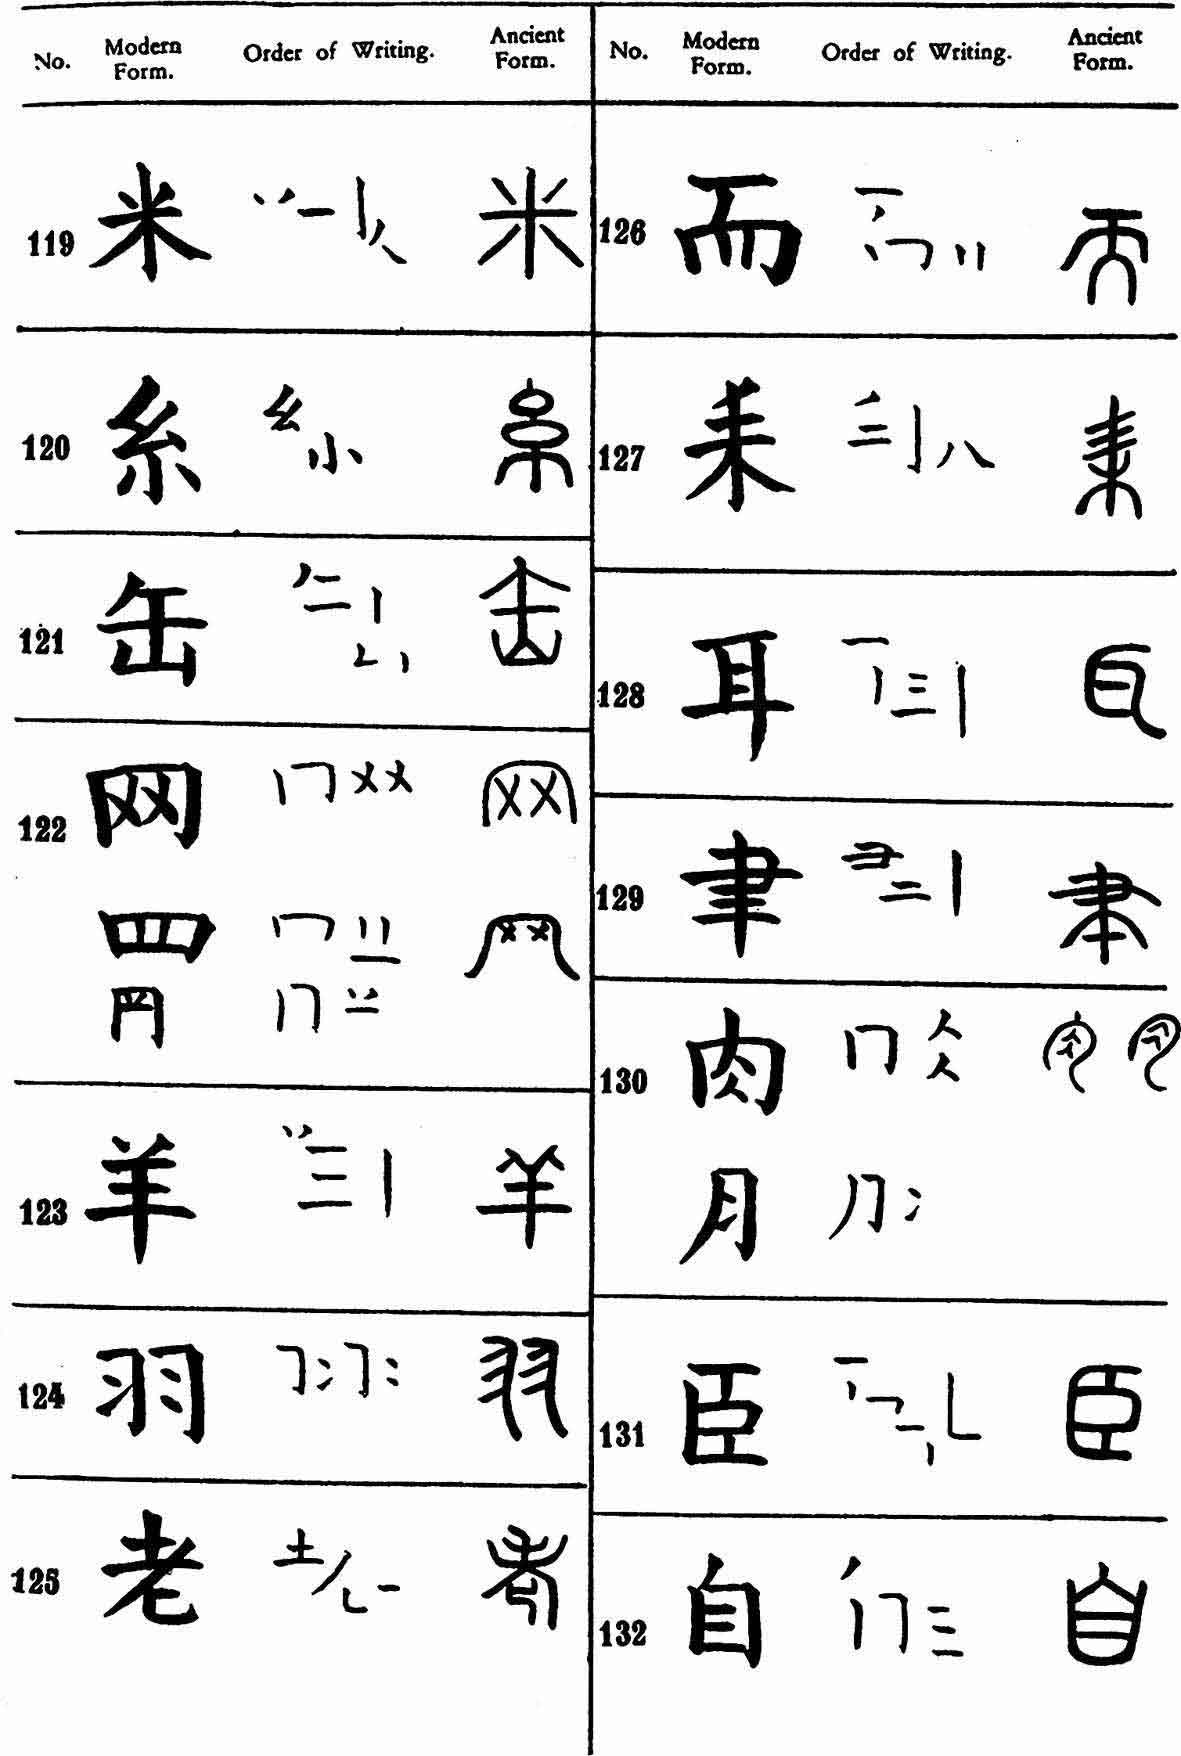 No. Modern Form. Order of Writing. Ancient Form.
119 米
120 糸
121 缶
122 网
罒
123 羊
124 羽
125 老
No. Modern Form. Order of Writing. Ancient Form.
126 而
127 耒
128 耳
129 聿
130 肉
月
131 臣
132 自